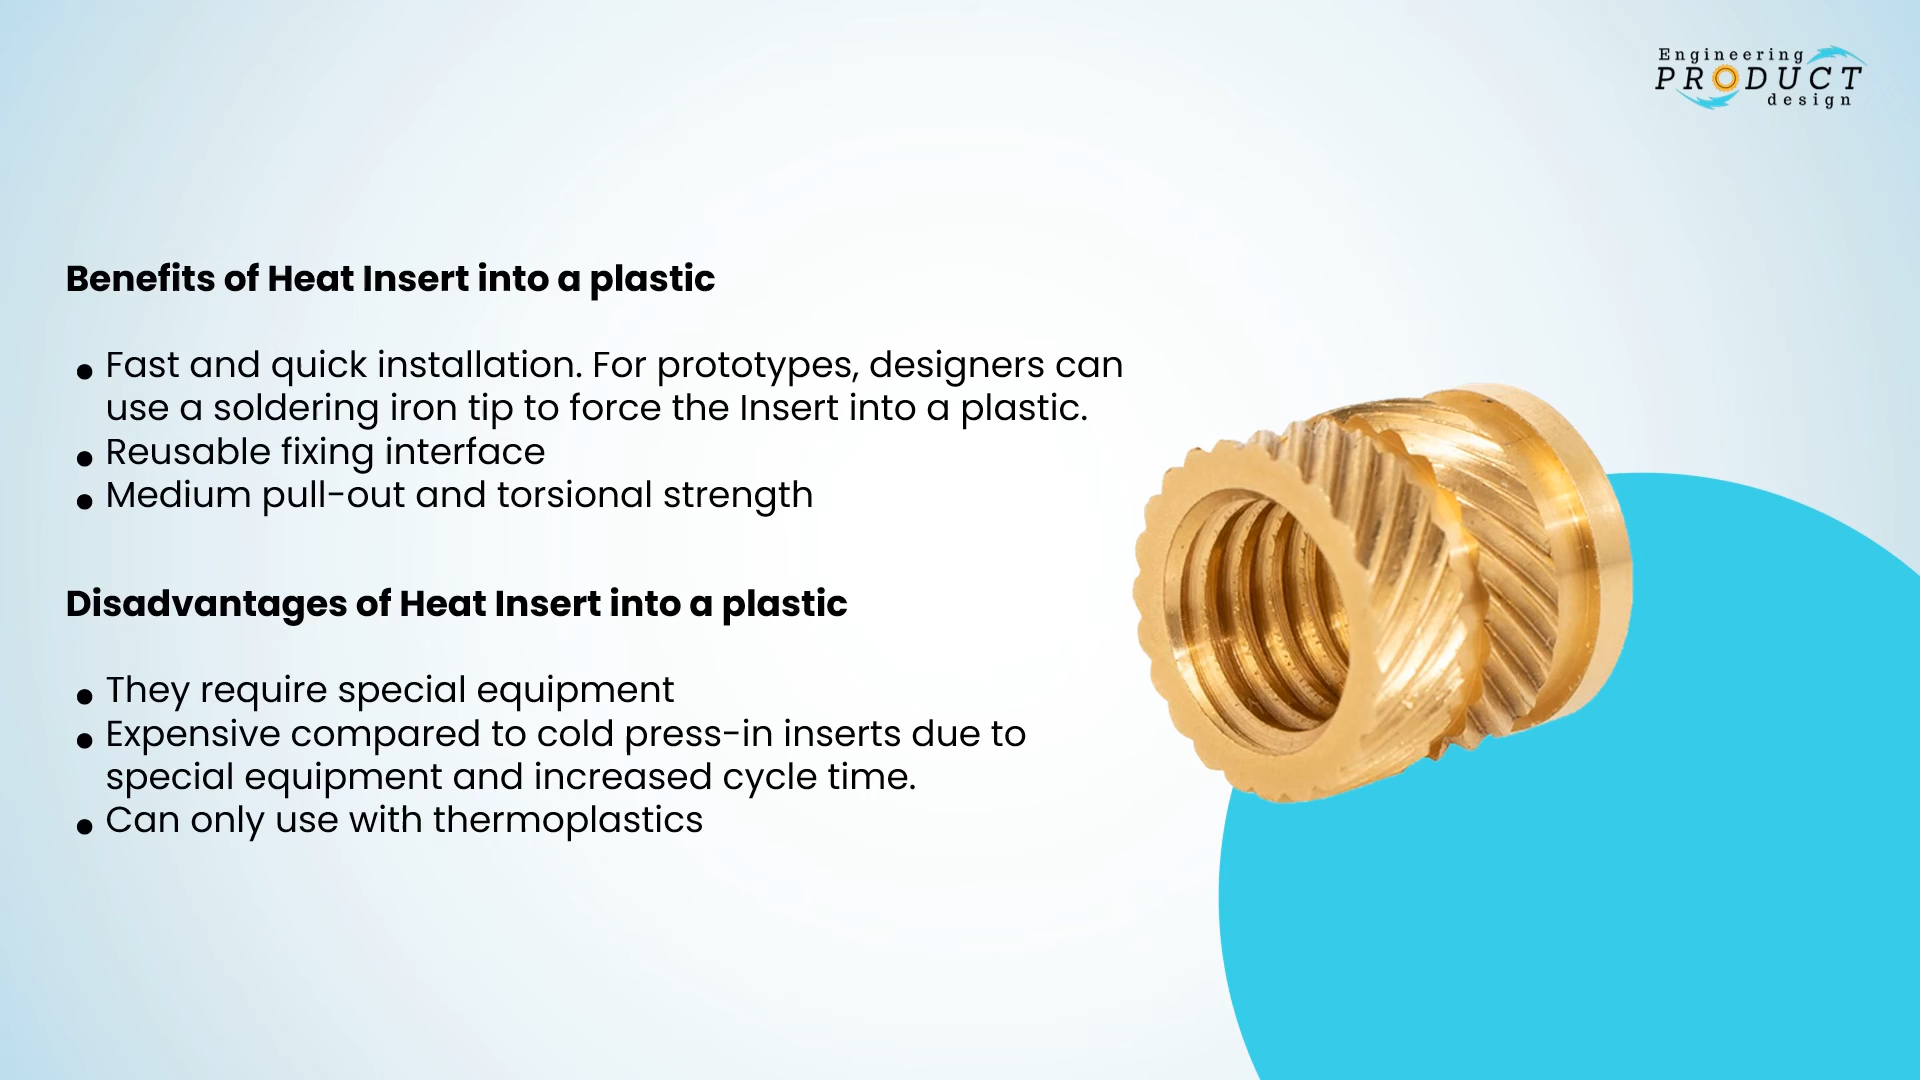 Engineering
PRODUCT
design
Benefits of Heat Insert into a plastic
• Fast and quick installation. For prototypes, designers can
use a soldering iron tip to force the Insert into a plastic.
• Reusable fixing interface
• Medium pull-out and torsional strength
Disadvantages of Heat Insert into a plastic
• They require special equipment
• Expensive compared to cold press-in inserts due to
special equipment and increased cycle time.
• Can only use with thermoplastics